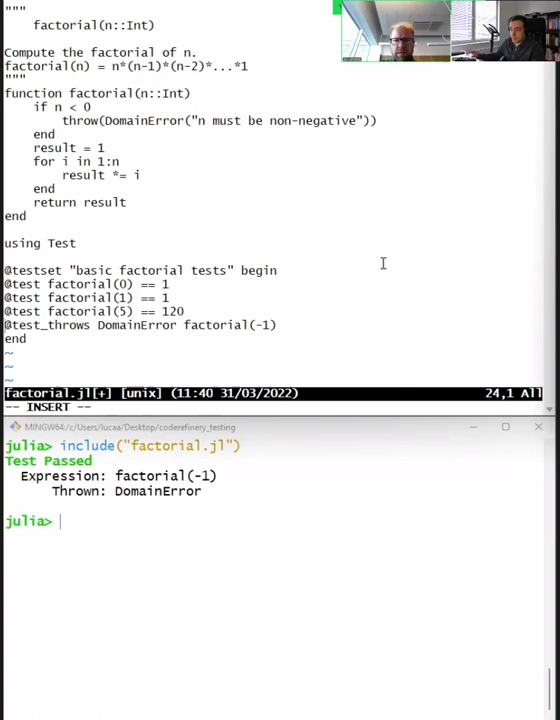 """
    factorial(n::Int)

Compute the factorial of n.
factorial(n) = n*(n-1)*(n-2)*...*1
"""
function factorial(n::Int)
    if n < 0
        throw(DomainError("n must be non-negative"))
    end
    result = 1
    for i in 1:n
        result *= i
    end
    return result
end

using Test

@testset "basic factorial tests" begin
@test factorial(0) == 1
@test factorial(1) == 1
@test factorial(5) == 120
@test_throws DomainError factorial(-1)
end
~
~
~
factorial.jl[+] [unix] (11:40 31/03/2022) 24,1 All
-- INSERT --
MINGW64:/c/Users/lucaa/Desktop/coderefinery_testing
julia> include("factorial.jl")
Test Passed
  Expression: factorial(-1)
      Thrown: DomainError

julia>